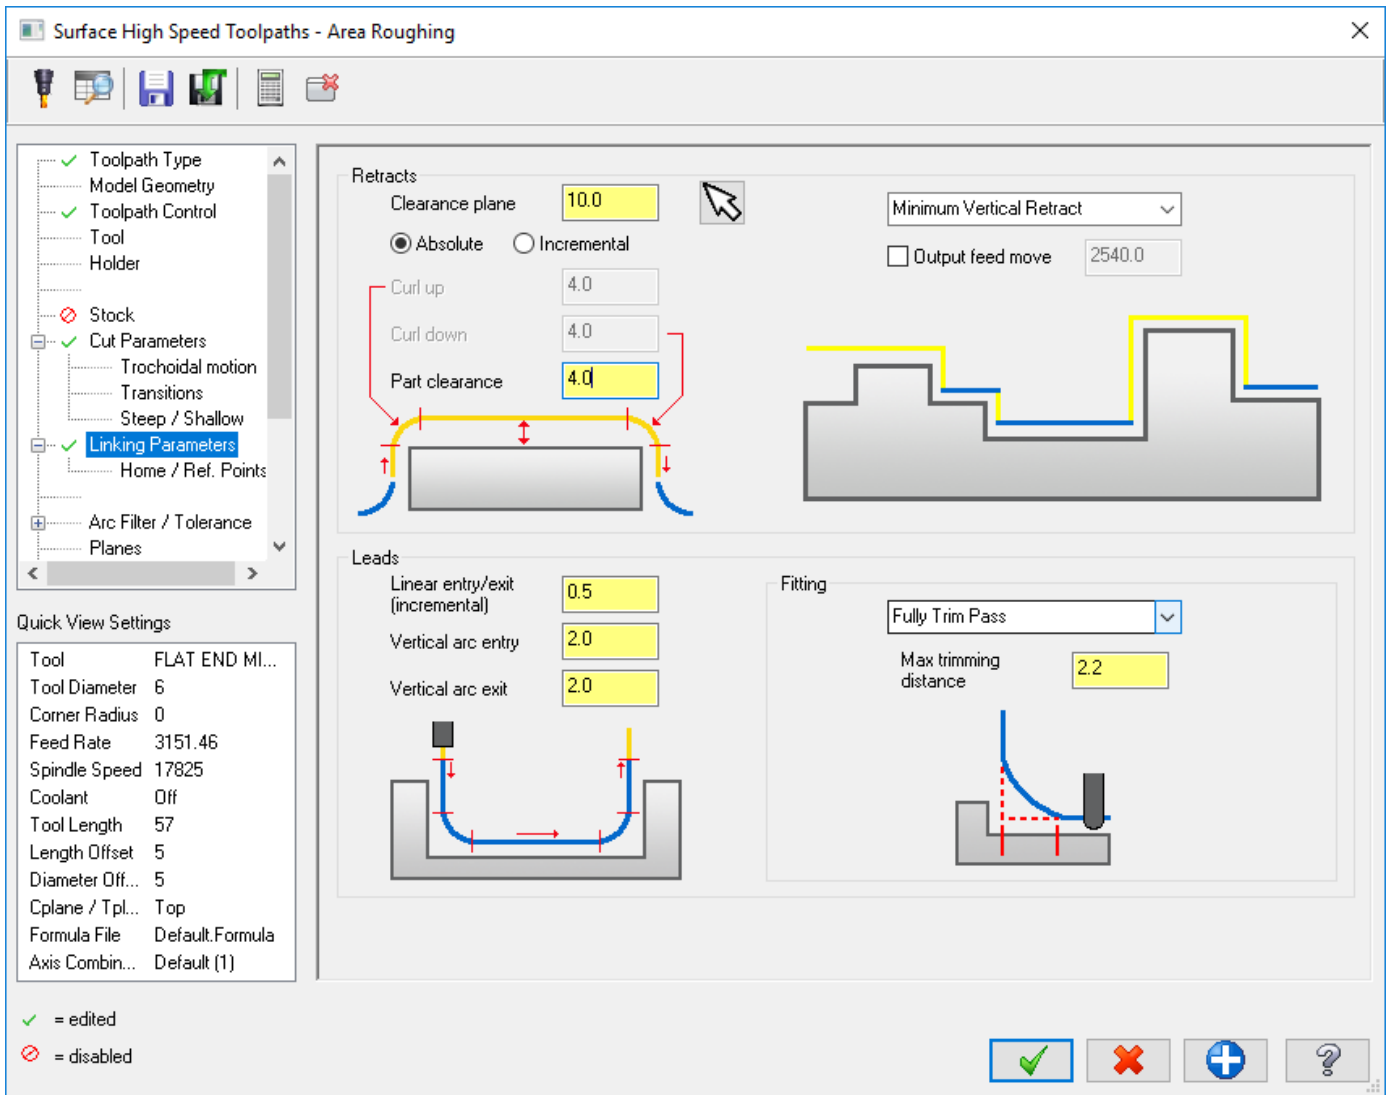 Surface High Speed Toolpaths - Area Roughing
Toolpath Type
Model Geometry
Toolpath Control
Tool
Holder
Stock
Cut Parameters
Trochoidal motion
Transitions
Steep / Shallow
Linking Parameters
Home / Ref. Points
Arc Filter / Tolerance
Planes
Quick View Settings
Tool FLAT END MI...
Tool Diameter 6
Corner Radius 0
Feed Rate 3151.46
Spindle Speed 17825
Coolant Off
Tool Length 57
Length Offset 5
Diameter Off... 5
Cplane / Tpl... Top
Formula File Default.Formula
Axis Combin... Default (1)
= edited
= disabled
Retracts
Clearance plane 10.0
Absolute Incremental
Curl up 4.0
Curl down 4.0
Part clearance 4.0
Minimum Vertical Retract
Output feed move 2540.0
Leads
Linear entry/exit
(incremental) 0.5
Vertical arc entry 2.0
Vertical arc exit 2.0
Fitting
Fully Trim Pass
Max trimming
distance 2.2